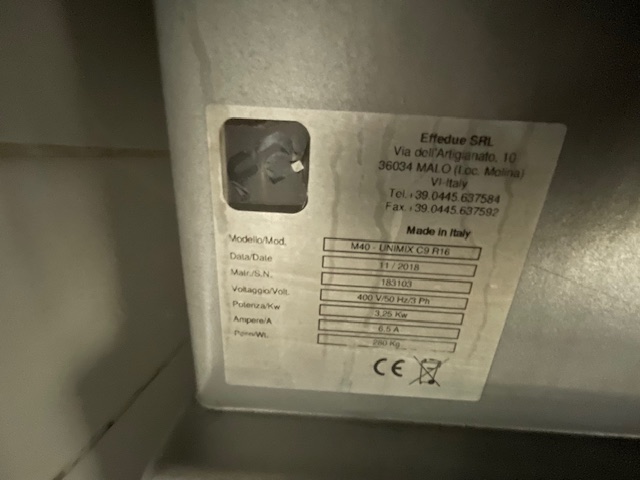 Effedue SRL
Via dell'Artigianato, 10
36034 MALO (Loc. Molina)
VI-Italy
Tel.+39.0445.637584
Fax.+39.0445.637592
Made in Italy
Modello/Mod. M40 - UNIMIX C9 R16
Data/Date 11 / 2018
Matr./S.N. 183103
Voltaggio/Volt. 400 V/50 Hz/3 Ph
Potenza/Kw 3,25 Kw
Ampere/A 6.5 A
Peso/Wt. 280 Kg
CE